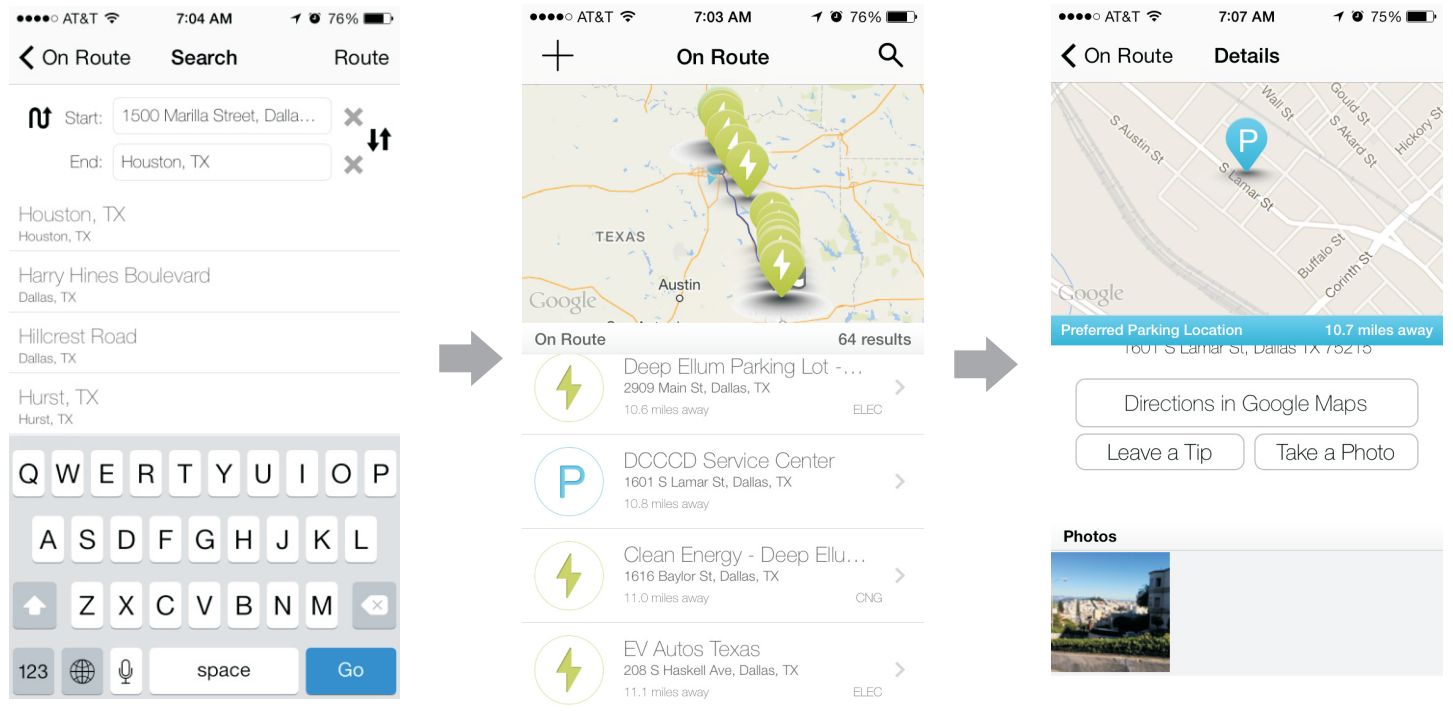 AT&T 7:04 AM 76%
On Route Search Route
Start: 1500 Marilla Street, Dalla...
End: Houston, TX
Houston, TX
Houston, TX
Harry Hines Boulevard
Dallas, TX
Hillcrest Road
Dallas, TX
Hurst, TX
Hurst, TX
Q W E R T Y U I O P
A S D F G H J K L
Z X C V B N M
123 space Go
AT&T 7:03 AM 76%
On Route
TEXAS
Austin
Google
On Route 64 results
Deep Ellum Parking Lot -...
2909 Main St, Dallas, TX
10.6 miles away ELEC
P
DCCCD Service Center
1601 S Lamar St, Dallas, TX
10.8 miles away
Clean Energy - Deep Ellu...
1616 Baylor St, Dallas, TX
11.0 miles away CNG
EV Autos Texas
208 S Haskell Ave, Dallas, TX
11.1 miles away ELEC
AT&T 7:07 AM 75%
On Route Details
Wall St
Gould St
S Akard St
Hickory St
S Austin St
P
S Lamar St
Buffalo St
Corinth St
Google
Preferred Parking Location 10.7 miles away
1601 S Lamar St, Dallas TX 75215
Directions in Google Maps
Leave a Tip Take a Photo
Photos